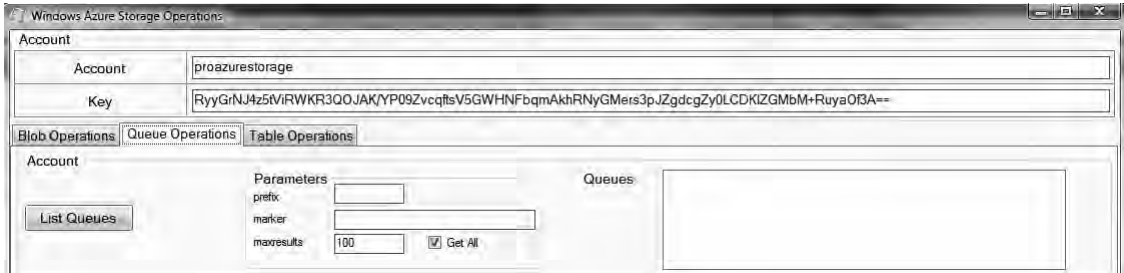 Windows Azure Storage Operations
Account
Account proazurestorage
Key RyyGrNJ4z5tViRWKR3QOJAK/YP09ZvcqftsV5GWHNFbqmAkhRNyGMers3pJZgdcgZy0LCDKlZGMbM+RuyaOf3A==
Blob Operations Queue Operations Table Operations
Account
Parameters Queues
prefix
List Queues marker
maxresults 100 Get All